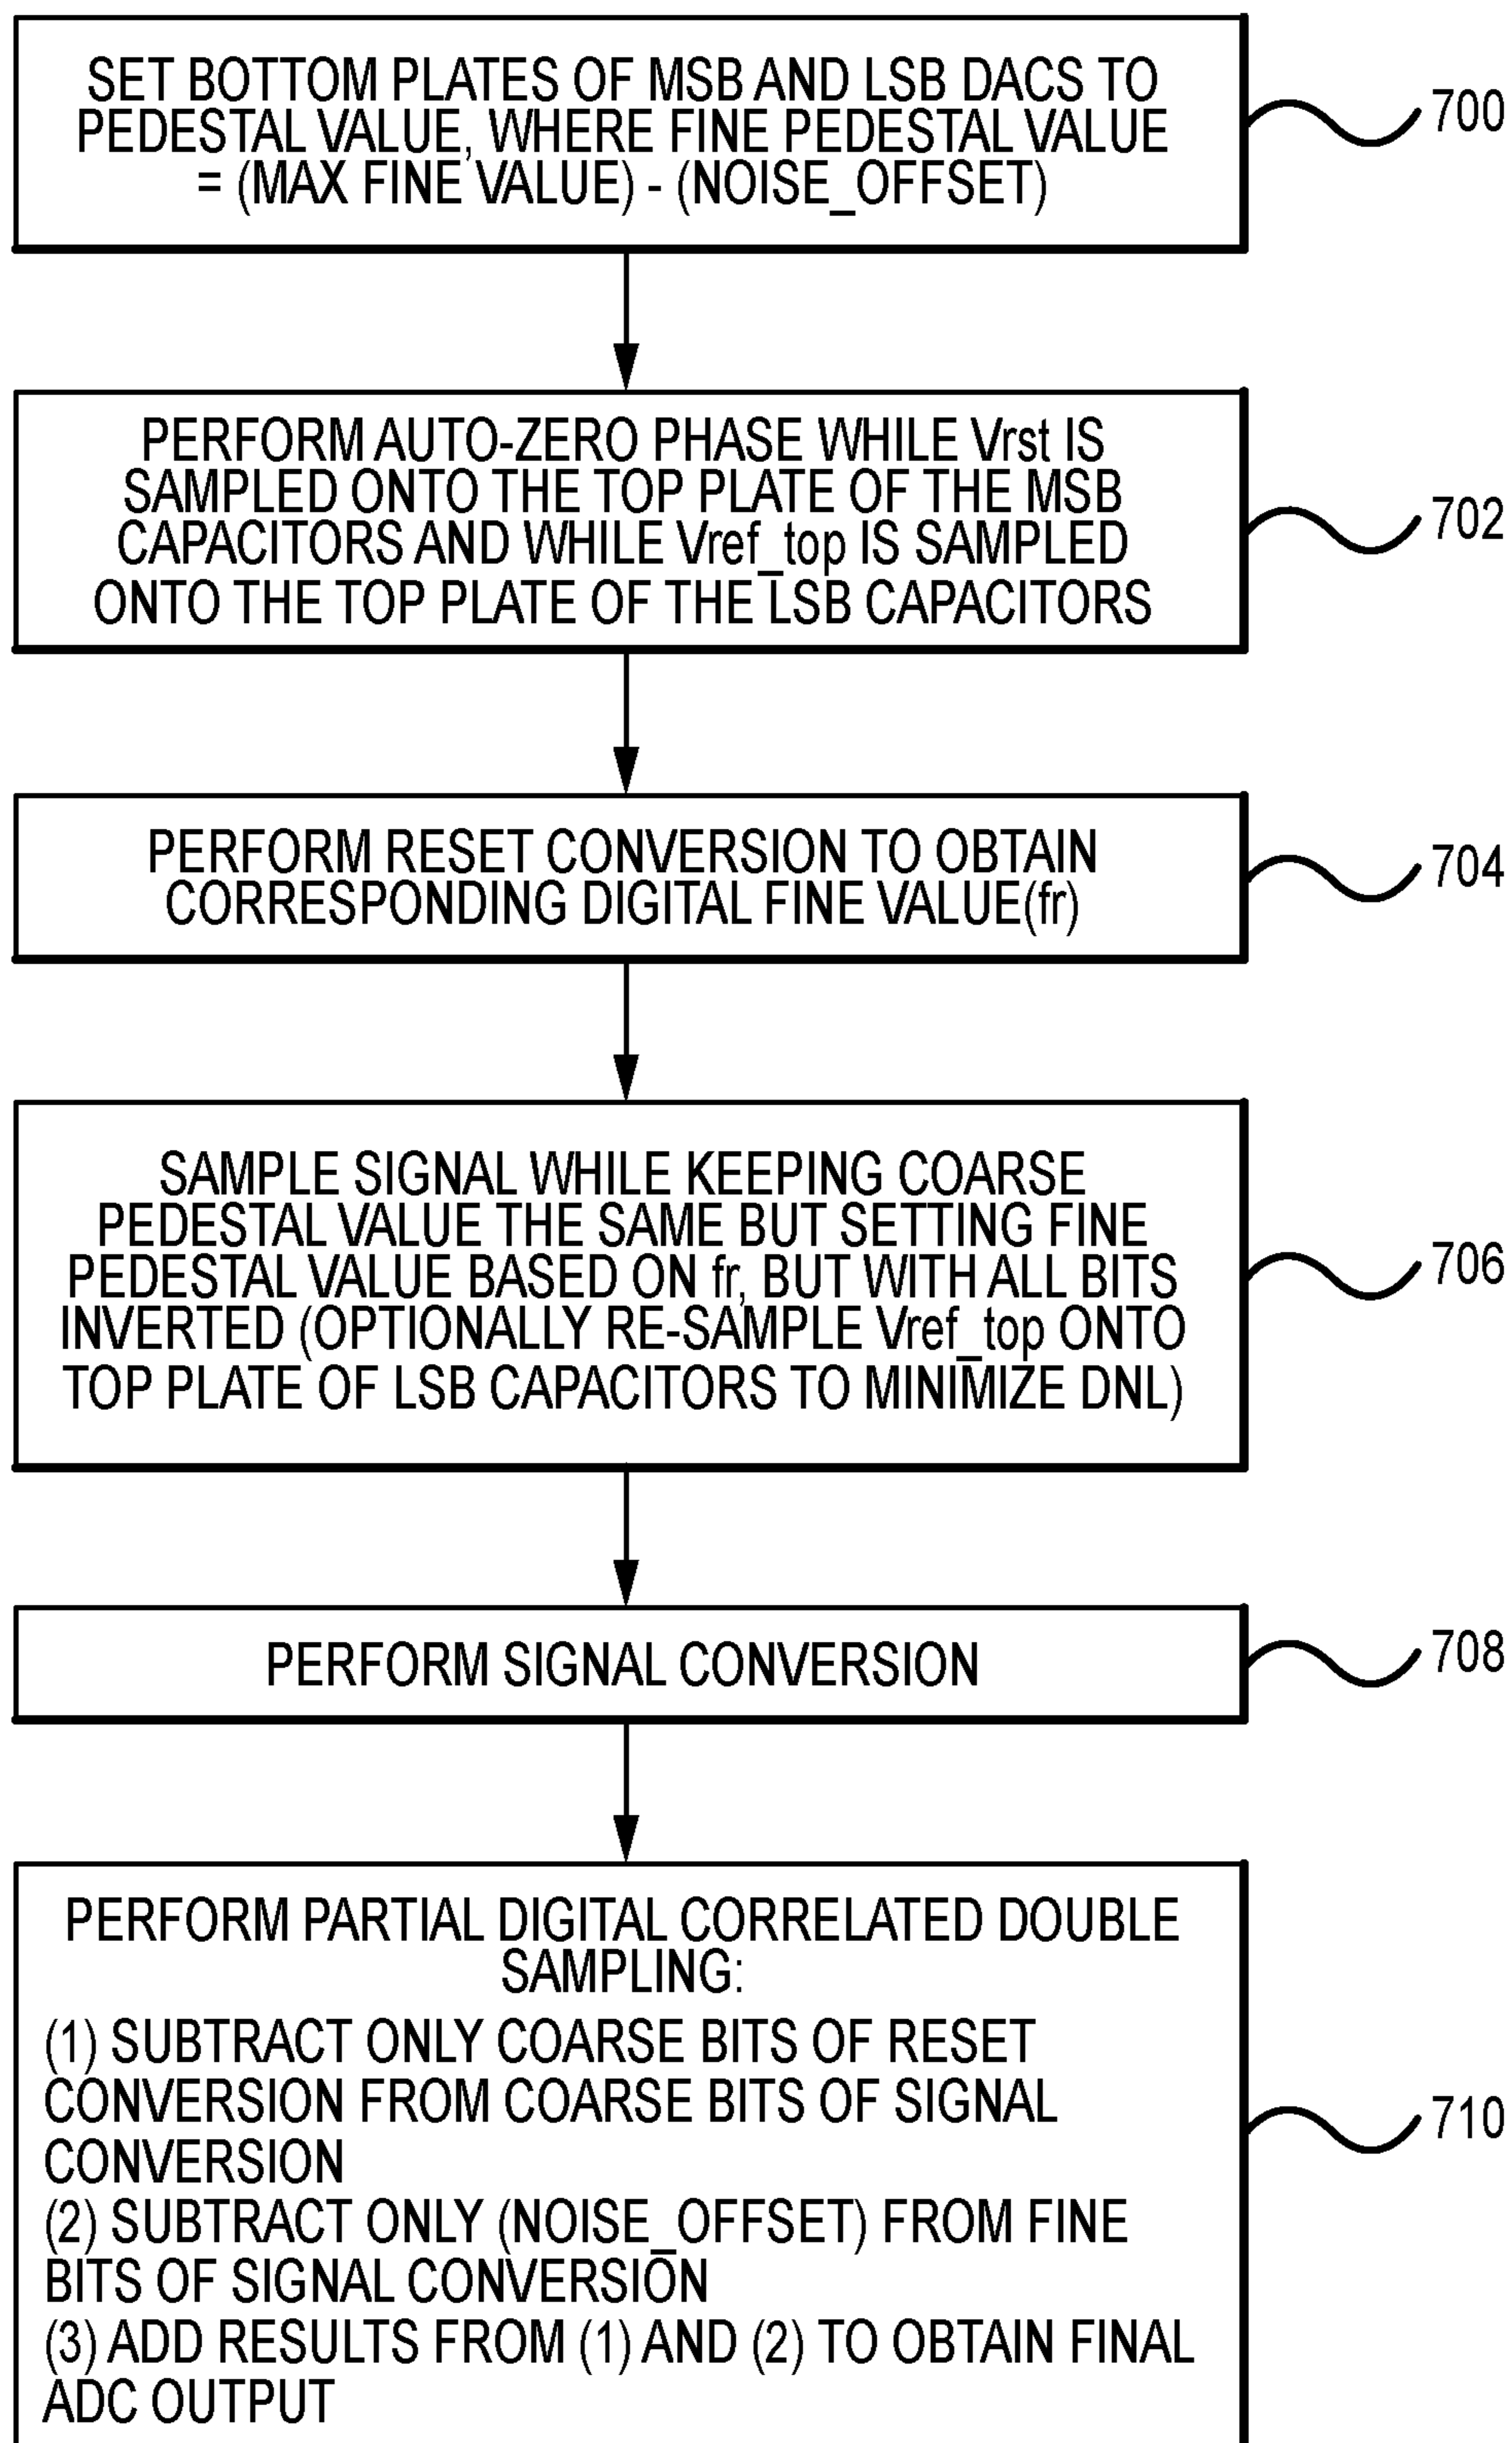 SET BOTTOM PLATES OF MSB AND LSB DACS TO
PEDESTAL VALUE, WHERE FINE PEDESTAL VALUE
= (MAX FINE VALUE) - (NOISE_OFFSET)
700
PERFORM AUTO-ZERO PHASE WHILE Vrst IS
SAMPLED ONTO THE TOP PLATE OF THE MSB
CAPACITORS AND WHILE Vref_top IS SAMPLED
ONTO THE TOP PLATE OF THE LSB CAPACITORS
702
PERFORM RESET CONVERSION TO OBTAIN
CORRESPONDING DIGITAL FINE VALUE(fr)
704
SAMPLE SIGNAL WHILE KEEPING COARSE
PEDESTAL VALUE THE SAME BUT SETTING FINE
PEDESTAL VALUE BASED ON fr, BUT WITH ALL BITS
INVERTED (OPTIONALLY RE-SAMPLE Vref_top ONTO
TOP PLATE OF LSB CAPACITORS TO MINIMIZE DNL)
706
PERFORM SIGNAL CONVERSION
708
PERFORM PARTIAL DIGITAL CORRELATED DOUBLE
SAMPLING:
(1) SUBTRACT ONLY COARSE BITS OF RESET
CONVERSION FROM COARSE BITS OF SIGNAL
CONVERSION
(2) SUBTRACT ONLY (NOISE_OFFSET) FROM FINE
BITS OF SIGNAL CONVERSION
(3) ADD RESULTS FROM (1) AND (2) TO OBTAIN FINAL
ADC OUTPUT
710